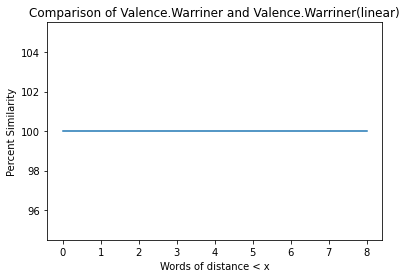 Comparison of Valence.Warriner and Valence.Warriner(linear)
104
102
100
98
96
Percent Similarity
0 1 2 3 4 5 6 7 8
Words of distance < x